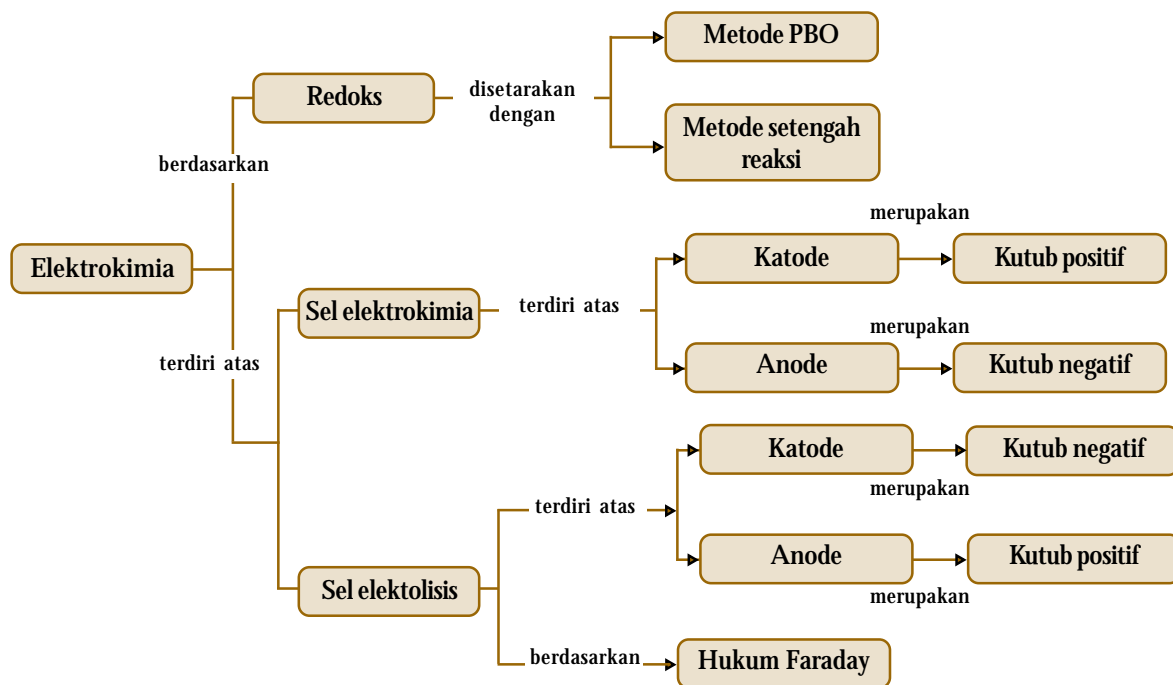 Metode PBO
Redoks
disetarakan
dengan
Metode setengah
reaksi
berdasarkan
merupakan
Elektrokimia
Katode
Kutub positif
Sel elektrokimia
terdiri atas
merupakan
terdiri atas
Anode
Kutub negatif
Katode
Kutub negatif
merupakan
terdiri atas
Anode
Kutub positif
Sel elektolisis
merupakan
berdasarkan
Hukum Faraday